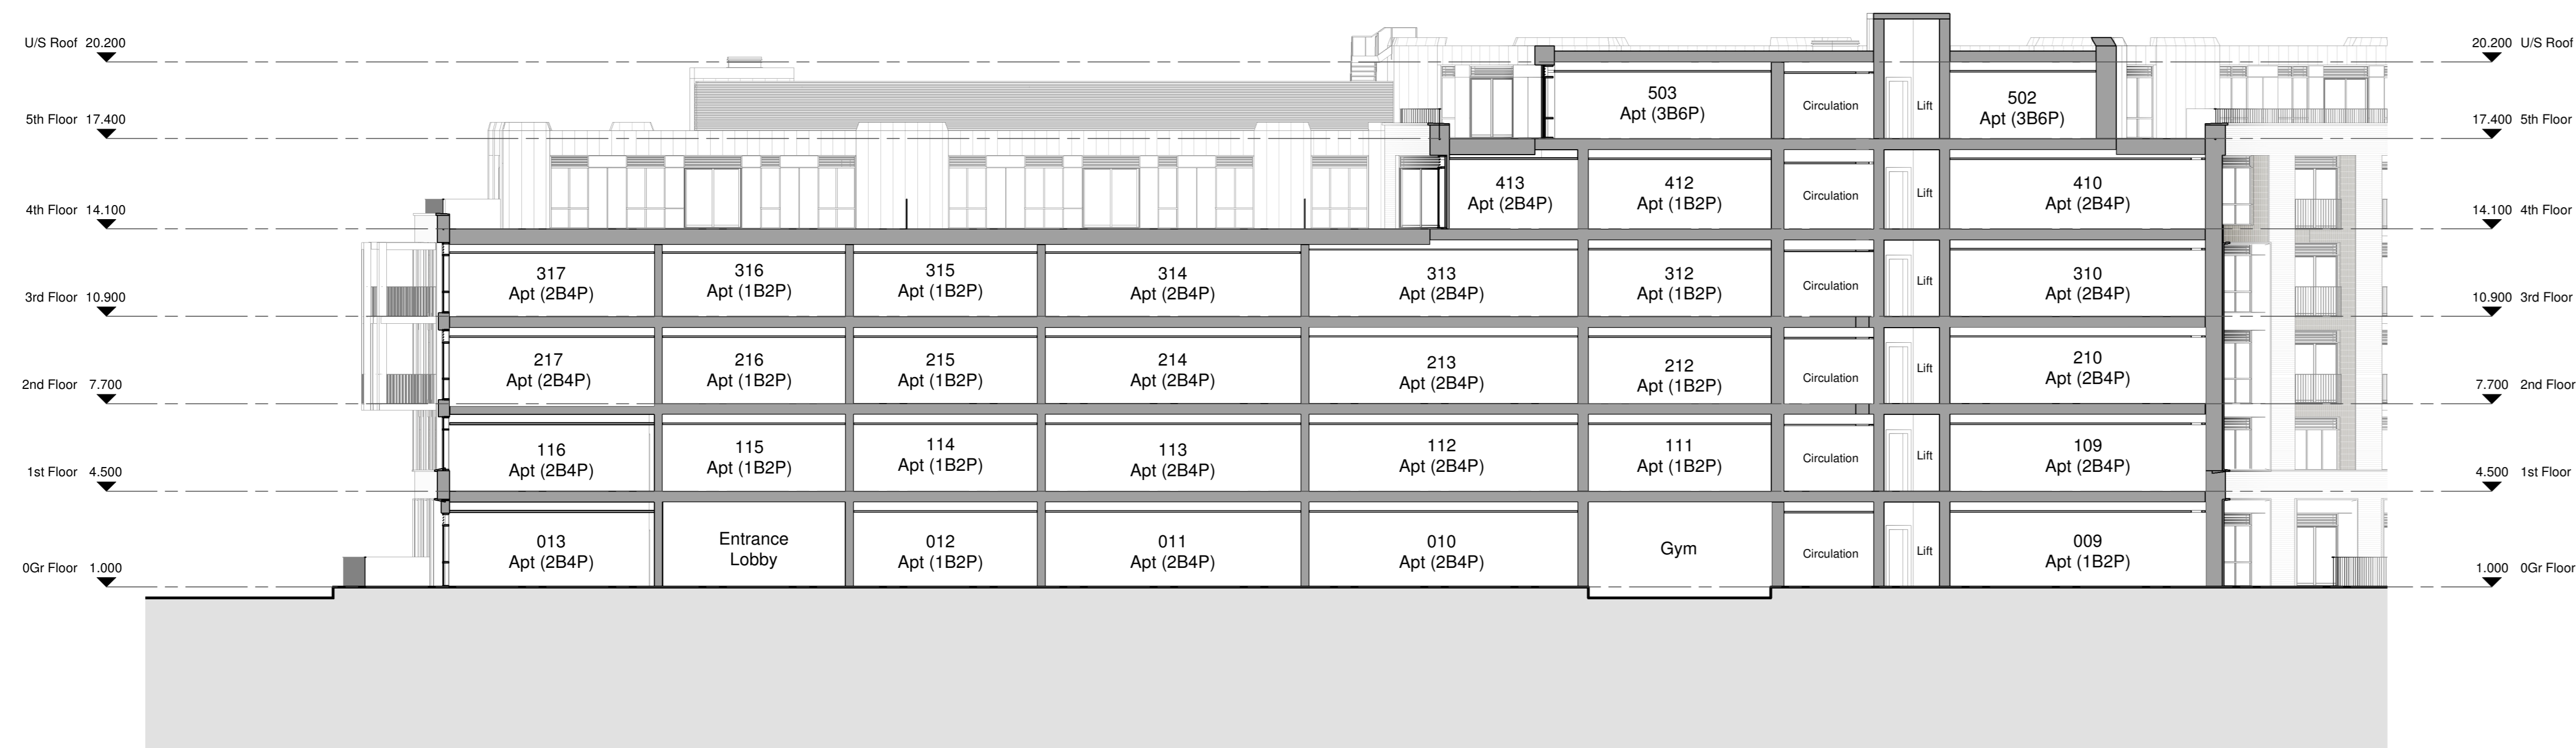 U/S Roof 20.200
20.200 U/S Roof
503
Apt (3B6P)
Circulation
Lift
502
Apt (3B6P)
5th Floor 17.400
17.400 5th Floor
413
Apt (2B4P)
412
Apt (1B2P)
Circulation
Lift
410
Apt (2B4P)
4th Floor 14.100
14.100 4th Floor
317
Apt (2B4P)
316
Apt (1B2P)
315
Apt (1B2P)
314
Apt (2B4P)
313
Apt (2B4P)
312
Apt (1B2P)
Circulation
Lift
310
Apt (2B4P)
3rd Floor 10.900
10.900 3rd Floor
217
Apt (2B4P)
216
Apt (1B2P)
215
Apt (1B2P)
214
Apt (2B4P)
213
Apt (2B4P)
212
Apt (1B2P)
Circulation
Lift
210
Apt (2B4P)
2nd Floor 7.700
7.700 2nd Floor
116
Apt (2B4P)
115
Apt (1B2P)
114
Apt (1B2P)
113
Apt (2B4P)
112
Apt (2B4P)
111
Apt (1B2P)
Circulation
Lift
109
Apt (2B4P)
1st Floor 4.500
4.500 1st Floor
013
Apt (2B4P)
Entrance
Lobby
012
Apt (1B2P)
011
Apt (2B4P)
010
Apt (2B4P)
Gym
Circulation
Lift
009
Apt (1B2P)
0Gr Floor 1.000
1.000 0Gr Floor